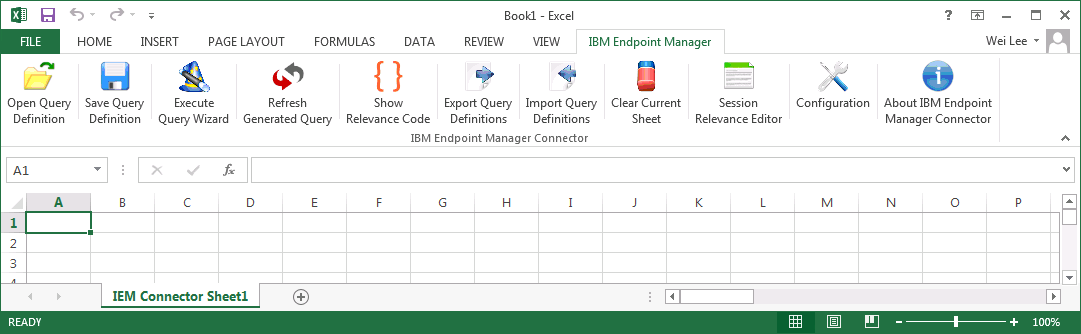 Book1 - Excel
?
FILE HOME INSERT PAGE LAYOUT FORMULAS DATA REVIEW VIEW IBM Endpoint Manager Wei Lee
Open Query Save Query Execute Refresh Show Export Query Import Query Clear Current Session Configuration About IBM Endpoint
Definition Definition Query Wizard Generated Query Relevance Code Definitions Definitions Sheet Relevance Editor Manager Connector
IBM Endpoint Manager Connector
A1 fx
A B C D E F G H I J K L M N O P
1
2
3
4
IEM Connector Sheet1
READY 100%